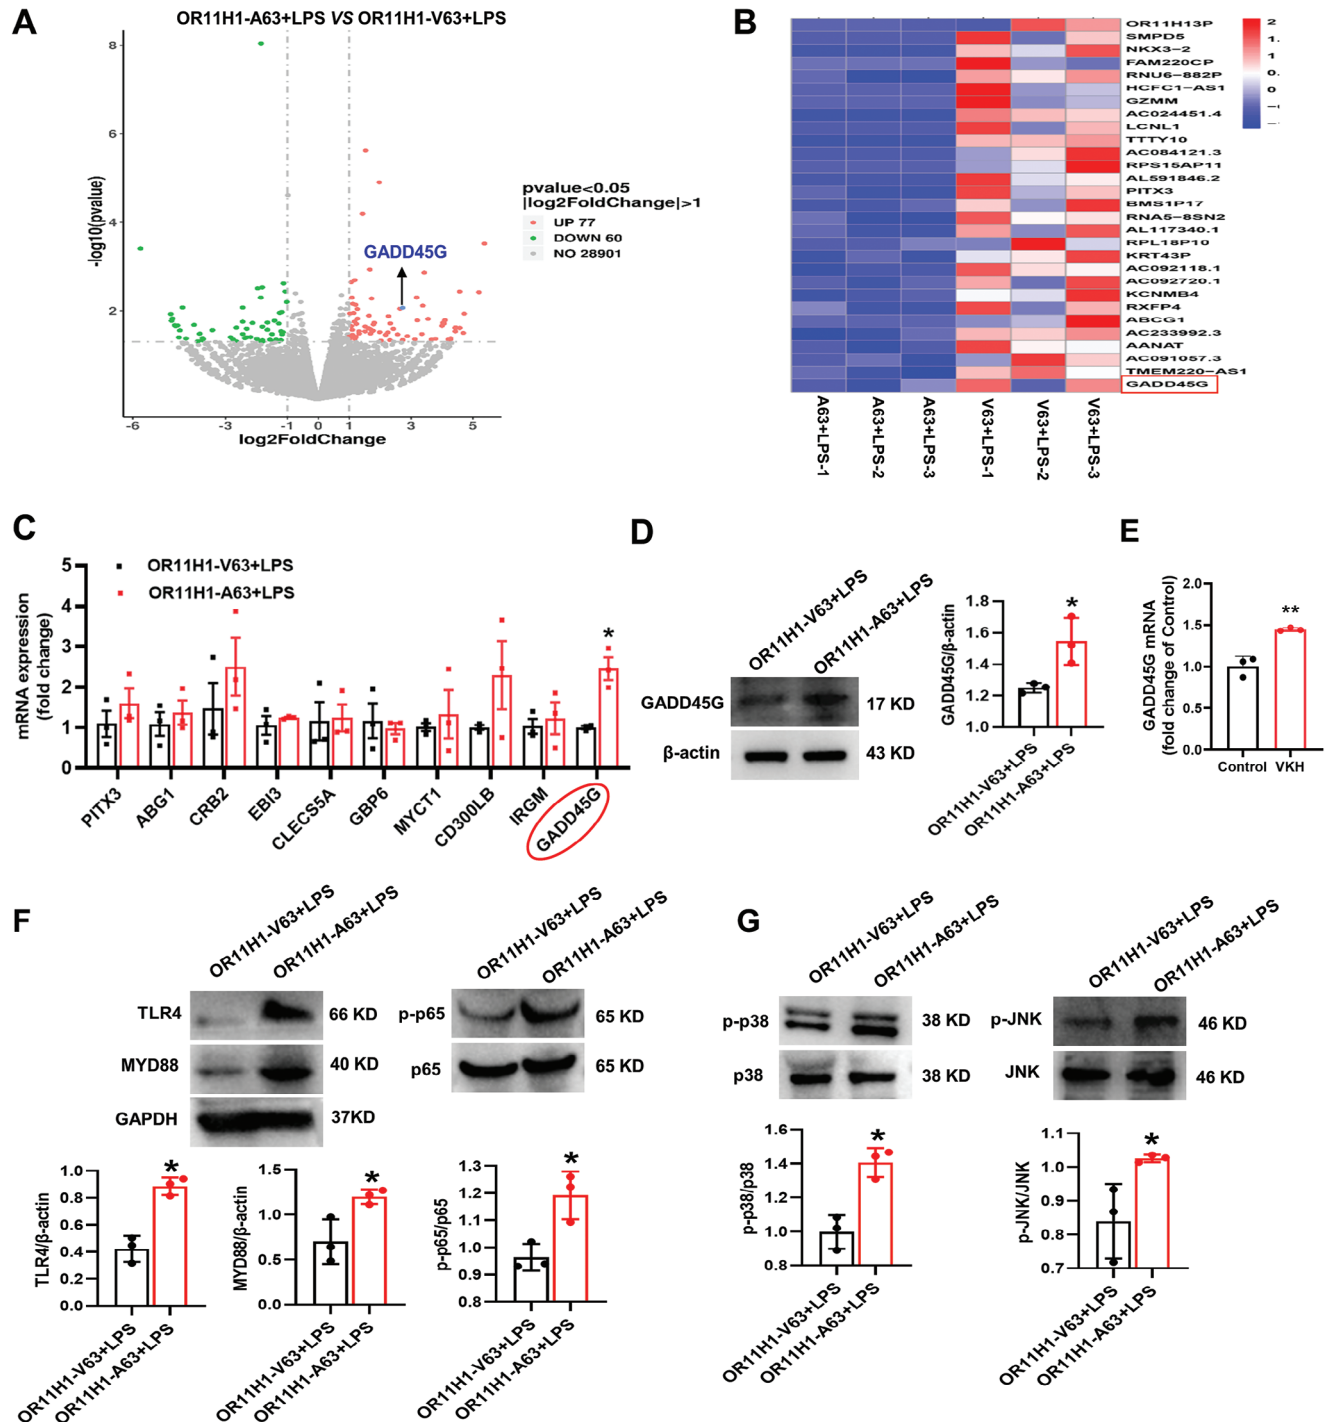 A
OR11H1-A63+LPS VS OR11H1-V63+LPS
-log10(pvalue)
8
6
4
2
-6
-3
-1
0
1
3
5
log2FoldChange
GADD45G
pvalue<0.05
|log2FoldChange|>1
UP 77
DOWN 60
NO 28901
B
OR11H13P
SMPD5
NKX3-2
FAM220CP
RNU6-882P
HCFC1-AS1
GZMM
AC024451.4
LCNL1
TTTY10
AC084121.3
RPS15AP11
AL591846.2
PITX3
BMS1P17
RNA5-8SN2
AL117340.1
RPL18P10
KRT43P
AC092118.1
AC092720.1
KCNMB4
RXFP4
ABCG1
AC233992.3
AANAT
AC091057.3
TMEM220-AS1
GADD45G
2
1.
0.
0
A63+LPS-1
A63+LPS-2
A63+LPS-3
V63+LPS-1
V63+LPS-2
V63+LPS-3
C
mRNA expression
(fold change)
5
4
3
2
1
0
OR11H1-V63+LPS
OR11H1-A63+LPS
*
PITX3
ABG1
CRB2
EBI3
CLECS5A
GBP6
MYCT1
CD300LB
IRGM
GADD45G
D
OR11H1-V63+LPS
OR11H1-A63+LPS
GADD45G
17 KD
β-actin
43 KD
GADD45G/β-actin
1.8
1.6
1.4
1.2
1.0
*
OR11H1-V63+LPS
OR11H1-A63+LPS
E
GADD45G mRNA
(fold change of Control)
2.0
1.5
1.0
0.5
0.0
**
Control
VKH
F
OR11H1-V63+LPS
OR11H1-A63+LPS
TLR4
66 KD
MYD88
40 KD
GAPDH
37KD
OR11H1-V63+LPS
OR11H1-A63+LPS
p-p65
65 KD
p65
65 KD
TLR4/β-actin
1.0
0.8
0.6
0.4
0.2
0.0
*
OR11H1-V63+LPS
OR11H1-A63+LPS
MYD88/β-actin
1.5
1.0
0.5
0.0
*
OR11H1-V63+LPS
OR11H1-A63+LPS
p-p65/p65
1.3
1.2
1.1
1.0
0.9
0.8
*
OR11H1-V63+LPS
OR11H1-A63+LPS
G
OR11H1-V63+LPS
OR11H1-A63+LPS
p-p38
38 KD
p38
38 KD
OR11H1-V63+LPS
OR11H1-A63+LPS
p-JNK
46 KD
JNK
46 KD
p-p38/p38
1.6
1.4
1.2
1.0
0.8
*
OR11H1-V63+LPS
OR11H1-A63+LPS
p-JNK/JNK
1.1
1.0
0.9
0.8
0.7
*
OR11H1-V63+LPS
OR11H1-A63+LPS